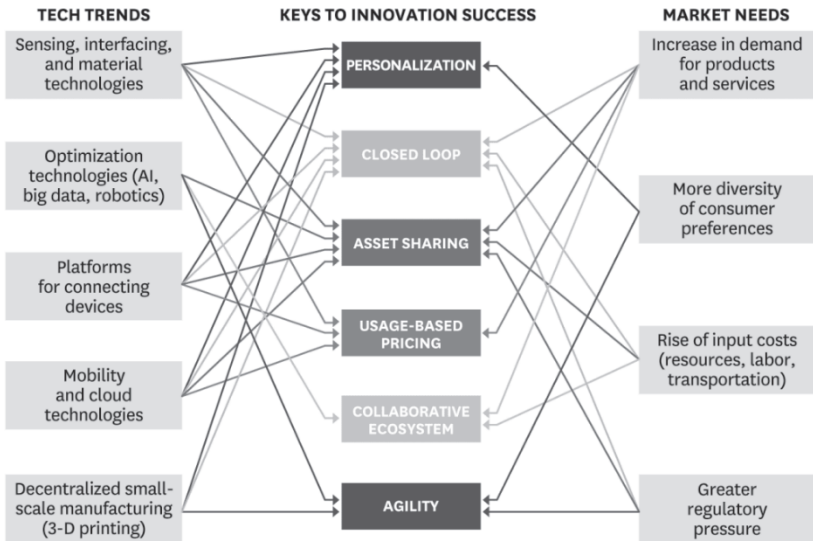 TECH TRENDS
KEYS TO INNOVATION SUCCESS
MARKET NEEDS
Sensing, interfacing,
and material
technologies
Optimization
technologies (AI,
big data, robotics)
Platforms
for connecting
devices
Mobility
and cloud
technologies
Decentralized small-
scale manufacturing
(3-D printing)
PERSONALIZATION
CLOSED LOOP
ASSET SHARING
USAGE-BASED
PRICING
COLLABORATIVE
ECOSYSTEM
AGILITY
Increase in demand
for products
and services
More diversity
of consumer
preferences
Rise of input costs
(resources, labor,
transportation)
Greater
regulatory
pressure